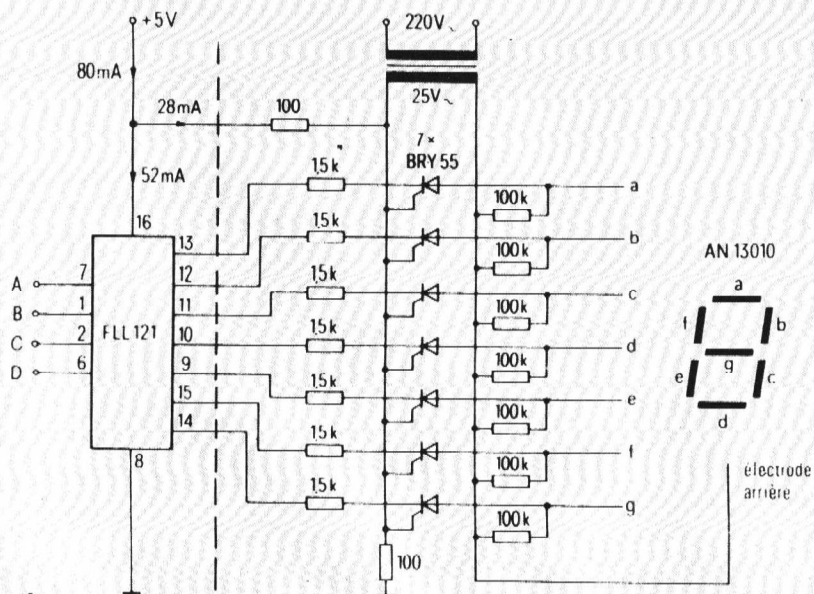 +5V
220V~
80mA
25V~
28mA
100
7×
BRY 55
52mA
16
1,5k
100k
a
13
1,5k
100k
b
12
1,5k
100k
c
11
1,5k
100k
d
10
1,5k
100k
e
9
1,5k
100k
f
15
1,5k
100k
g
14
A 7
B 1
C 2
D 6
FLL 121
8
100
AN 13010
a
f b
g
e c
d
électrode
arrière